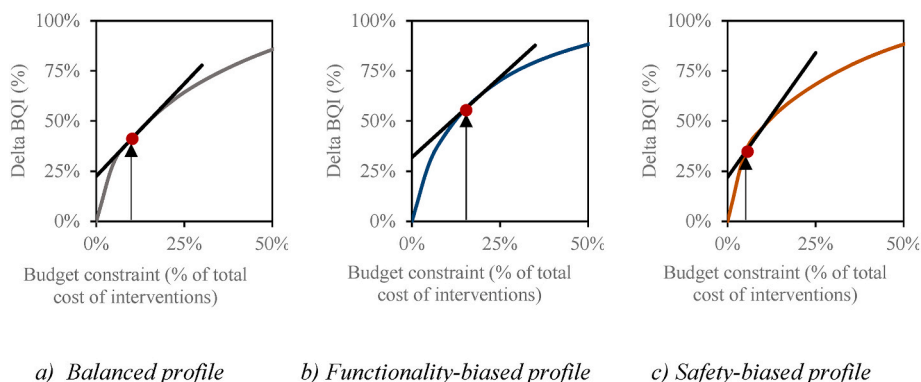 100%
75%
50%
25%
0%
0%
25%
50%
Delta BQI (%)
Budget constraint (% of total
cost of interventions)
a) Balanced profile
100%
75%
50%
25%
0%
0%
25%
50%
Delta BQI (%)
Budget constraint (% of total
cost of interventions)
b) Functionality-biased profile
100%
75%
50%
25%
0%
0%
25%
50%
Delta BQI (%)
Budget constraint (% of total
cost of interventions)
c) Safety-biased profile